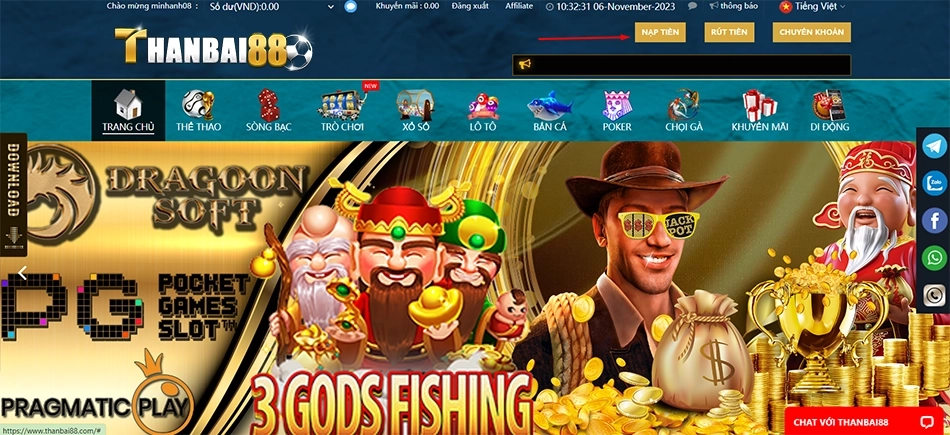 Chào mừng minhanh08 : Số dư(VND):0.00 Khuyến mãi : 0.00 Đăng xuất Affiliate 10:32:31 06-November-2023 thông báo Tiếng Việt
NẠP TIỀN RÚT TIỀN CHUYỂN KHOẢN
THANBAI88
NEW
TRANG CHỦ THỂ THAO SÒNG BẠC TRÒ CHƠI XỔ SỐ LÔ TÔ BẮN CÁ POKER CHỌI GÀ KHUYẾN MÃI DI ĐỘNG
DOWNLOAD
DRAGOON
SOFT
JACK
POT
Zalo
PG
POCKET
GAMES
SLOT™
$
PRAGMATIC PLAY
3 GODS FISHING
CHAT VỚI THANBAI88
https://www.thanbai88.com/#